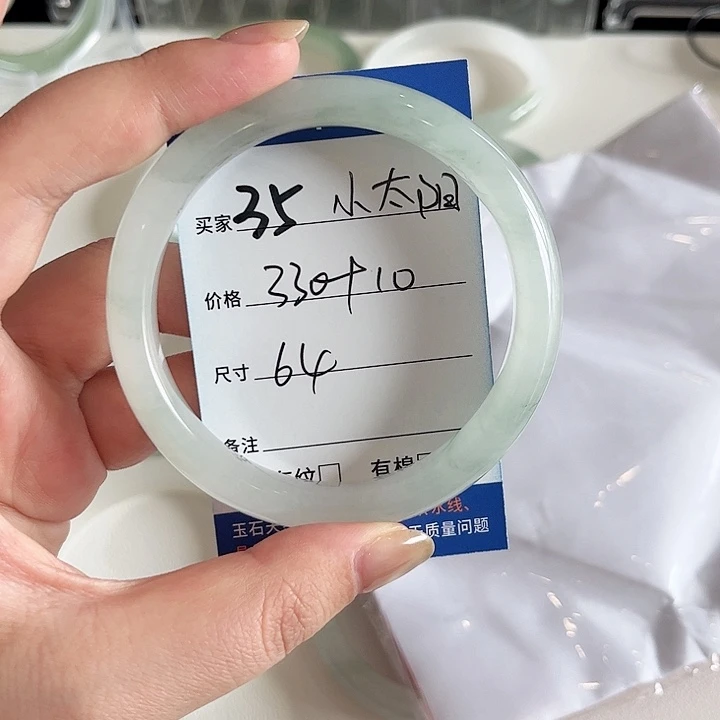 买家 35 小太阳
价格 330+10
尺寸 64
备注
纹□ 有棉□
水线、
玉石天 质量问题